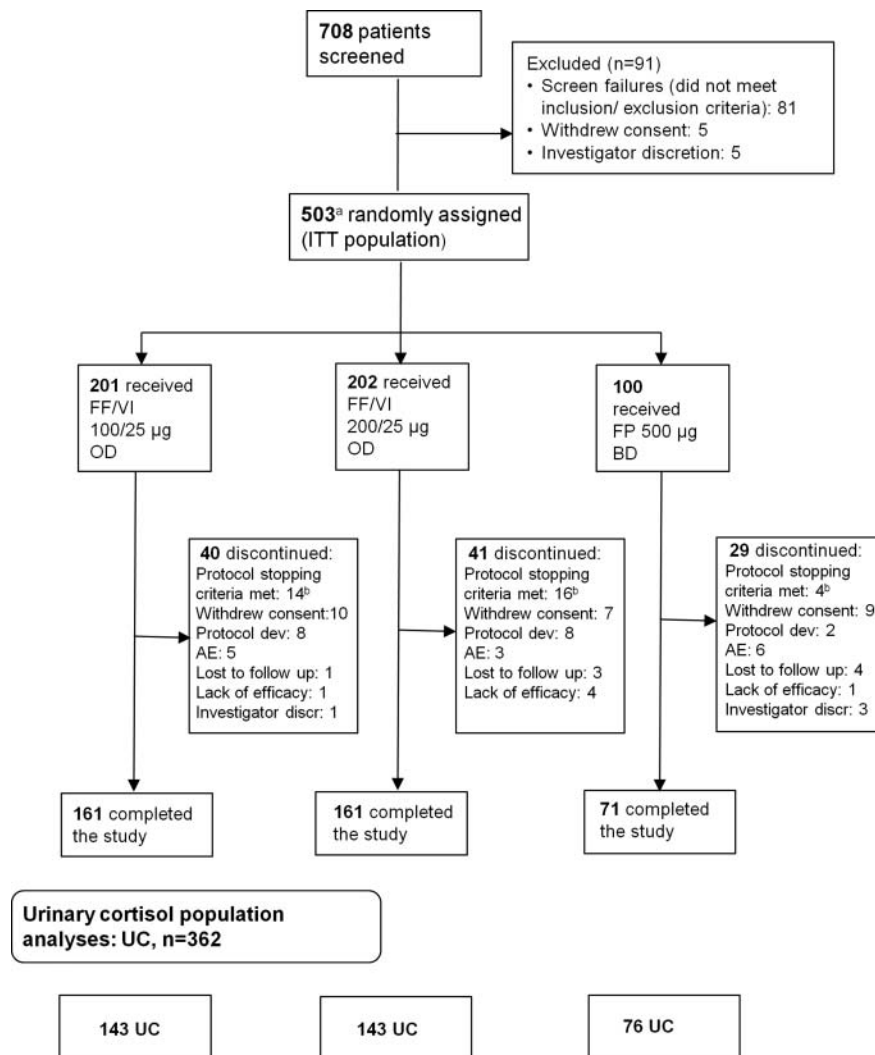 708 patients
screened
Excluded (n=91)
• Screen failures (did not meet
inclusion/ exclusion criteria): 81
• Withdrew consent: 5
• Investigator discretion: 5
503ª randomly assigned
(ITT population)
201 received
FF/VI
100/25 µg
OD
202 received
FF/VI
200/25 µg
OD
100
received
FP 500 µg
BD
40 discontinued:
Protocol stopping
criteria met: 14ᵇ
Withdrew consent:10
Protocol dev: 8
AE: 5
Lost to follow up: 1
Lack of efficacy: 1
Investigator discr: 1
41 discontinued:
Protocol stopping
criteria met: 16ᵇ
Withdrew consent: 7
Protocol dev: 8
AE: 3
Lost to follow up: 3
Lack of efficacy: 4
29 discontinued:
Protocol stopping
criteria met: 4ᵇ
Withdrew consent: 9
Protocol dev: 2
AE: 6
Lost to follow up: 4
Lack of efficacy: 1
Investigator discr: 3
161 completed
the study
161 completed
the study
71 completed
the study
Urinary cortisol population
analyses: UC, n=362
143 UC
143 UC
76 UC